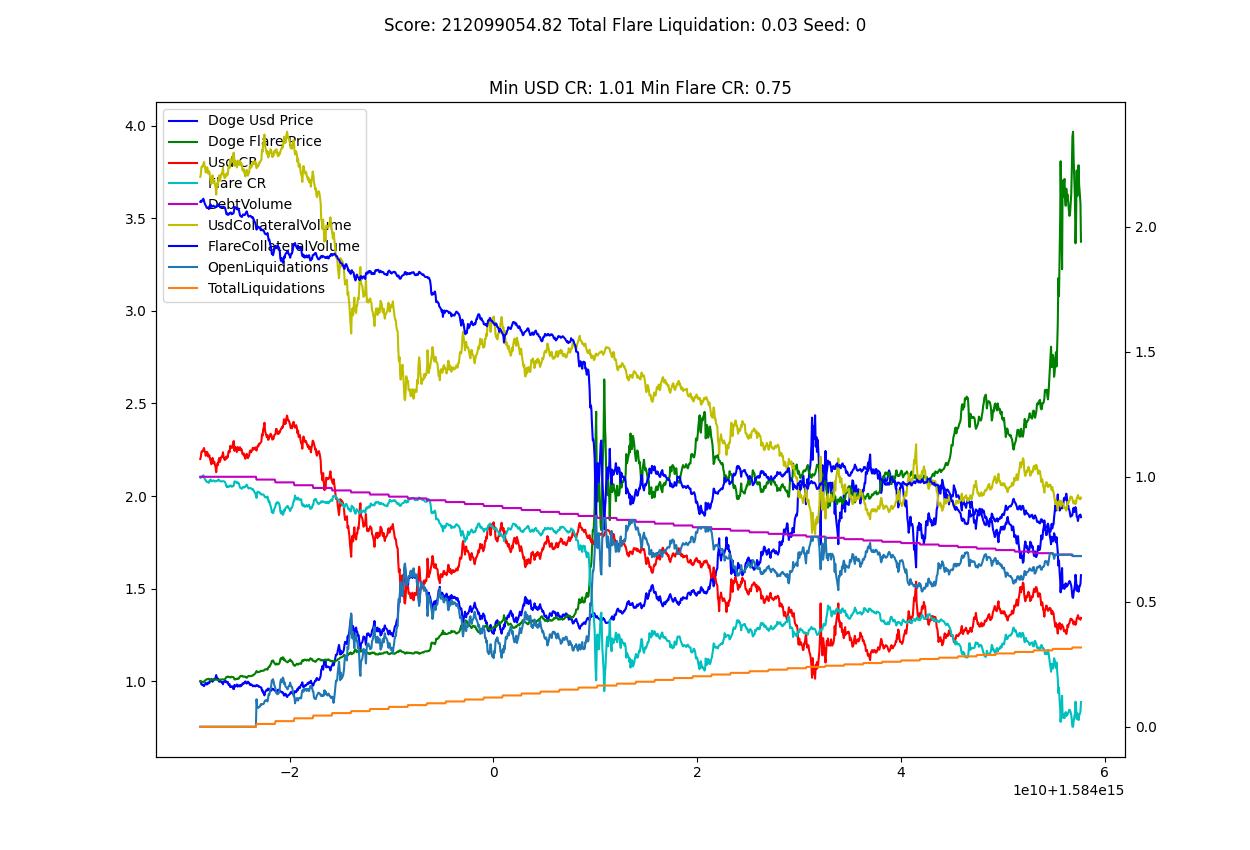 Score: 212099054.82 Total Flare Liquidation: 0.03 Seed: 0
Min USD CR: 1.01 Min Flare CR: 0.75
Doge Usd Price
Doge Flare Price
Usd CR
Flare CR
DebtVolume
UsdCollateralVolume
FlareCollateralVolume
OpenLiquidations
TotalLiquidations
4.0
3.5
3.0
2.5
2.0
1.5
1.0
2.0
1.5
1.0
0.5
0.0
−2
0
2
4
6
1e10+1.584e15